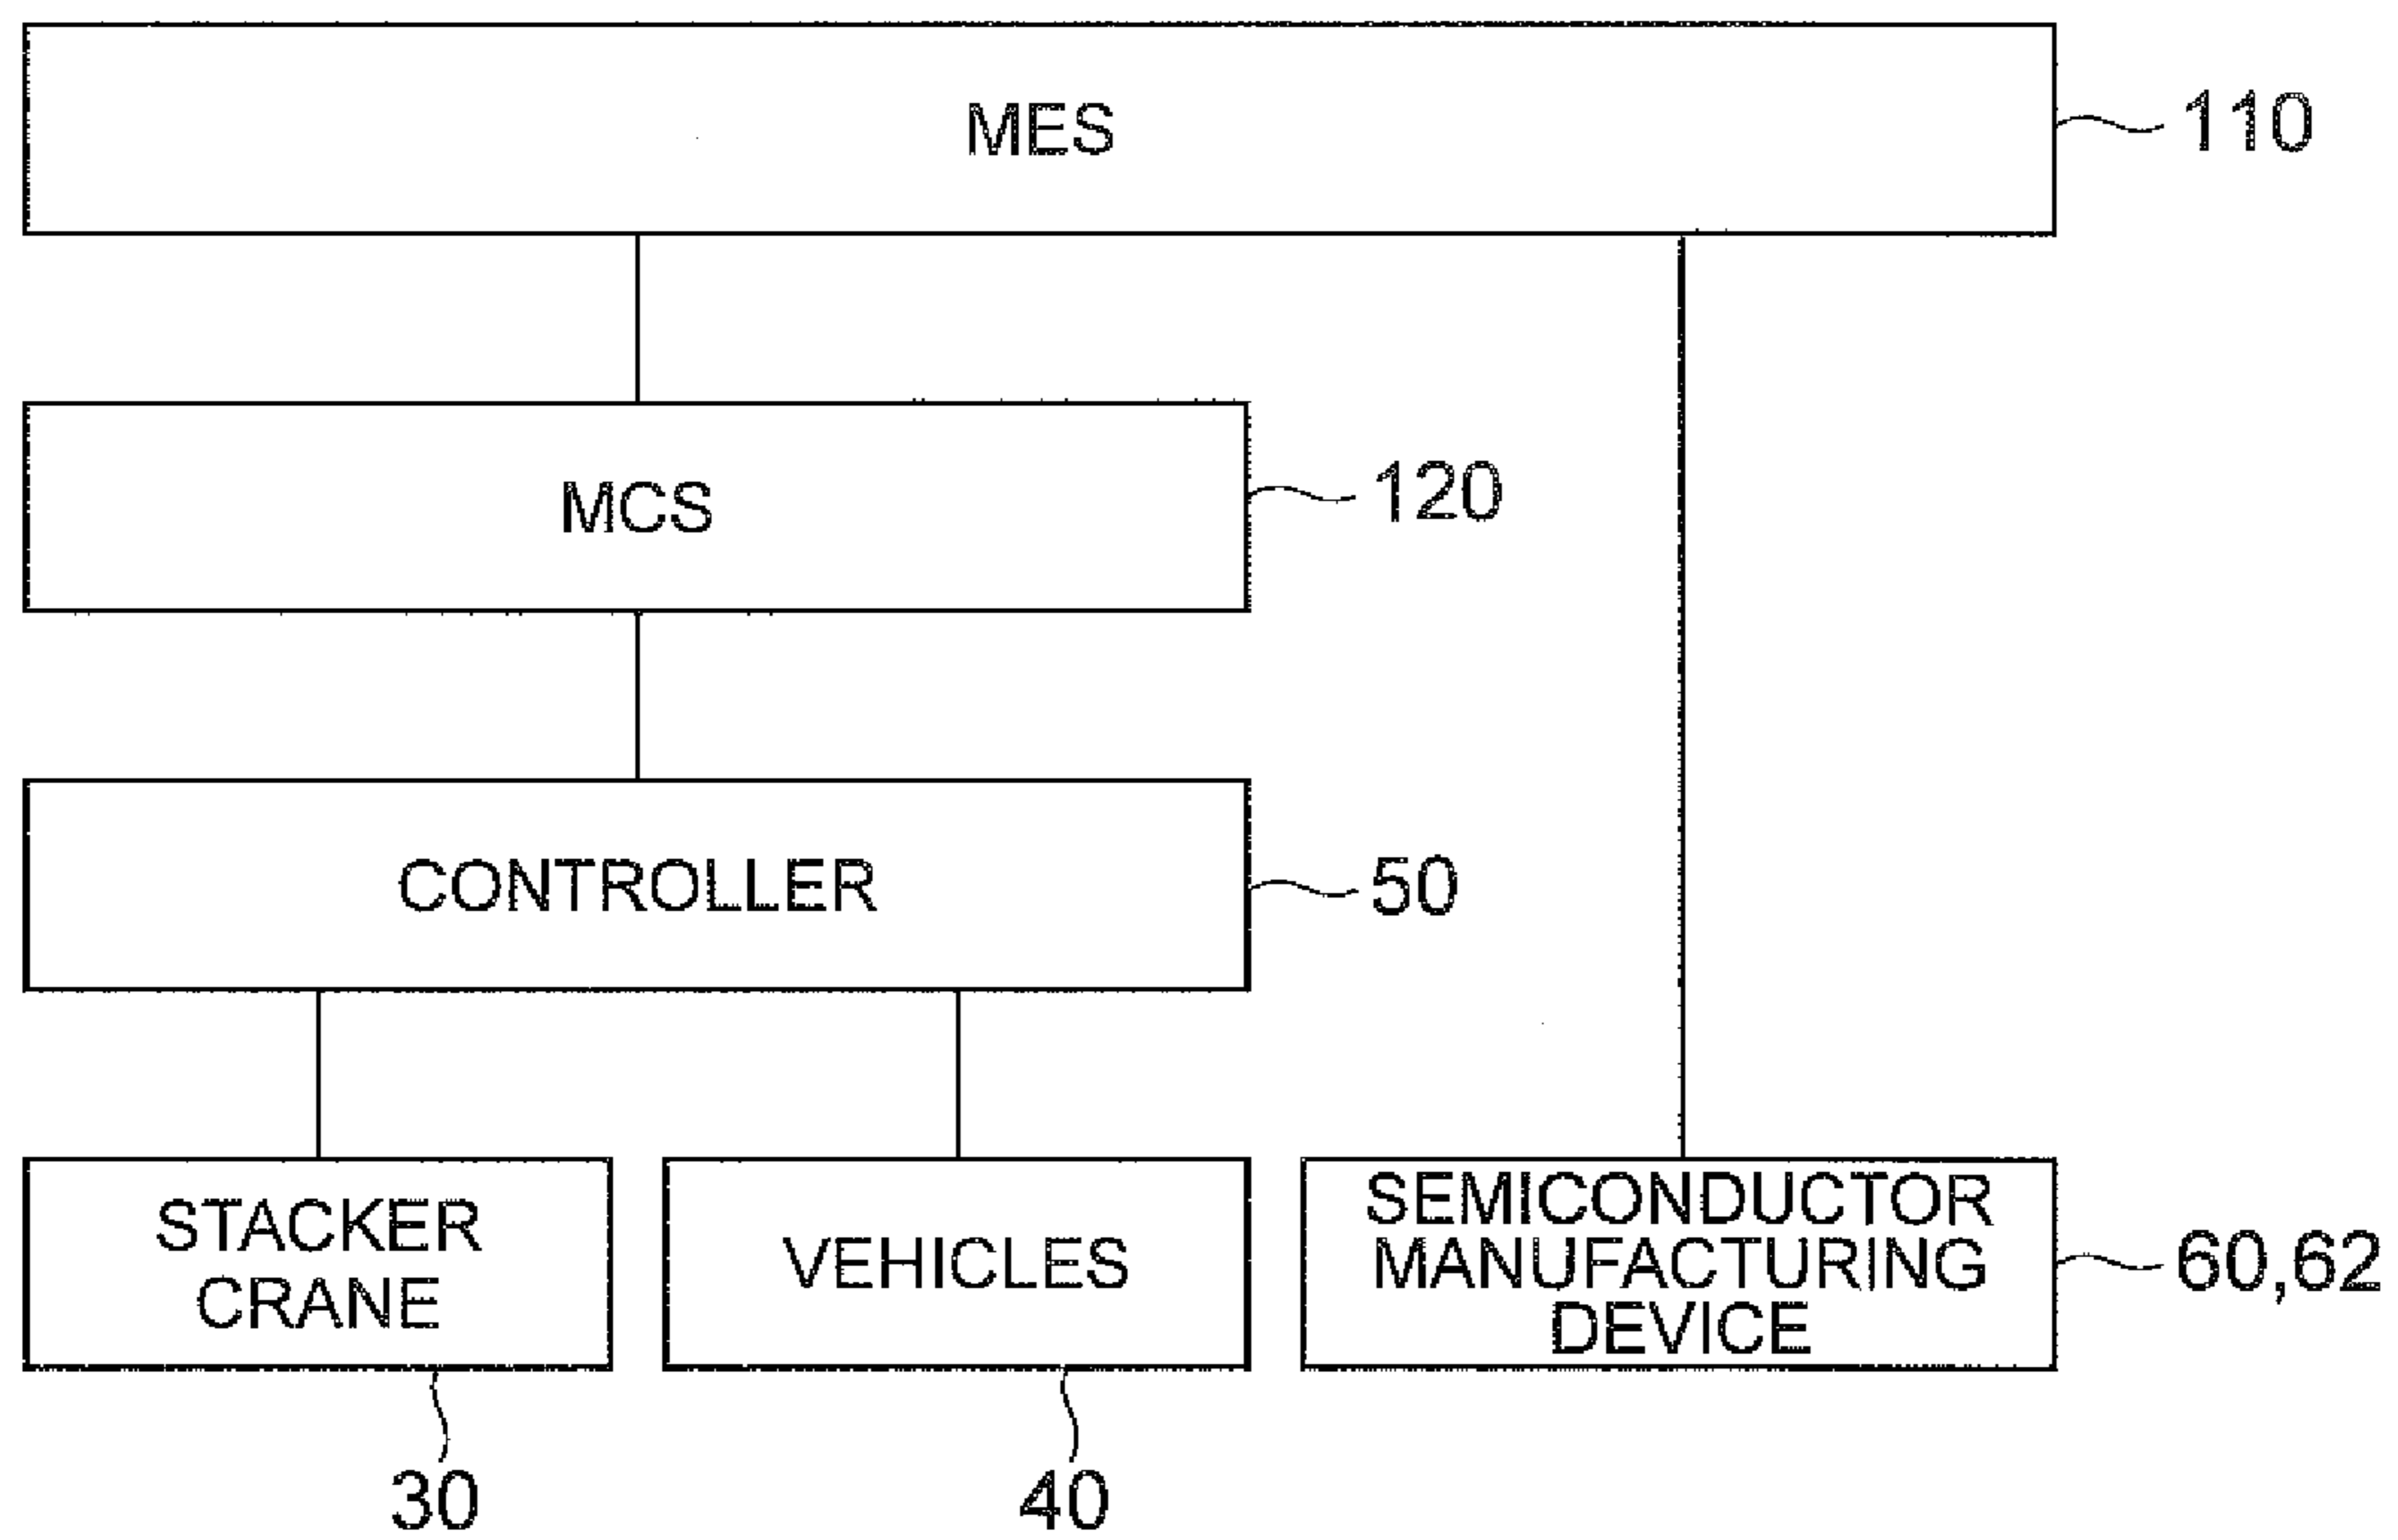 MES
110
MCS
120
CONTROLLER
50
STACKER
CRANE
VEHICLES
SEMICONDUCTOR
MANUFACTURING
DEVICE
60,62
30
40